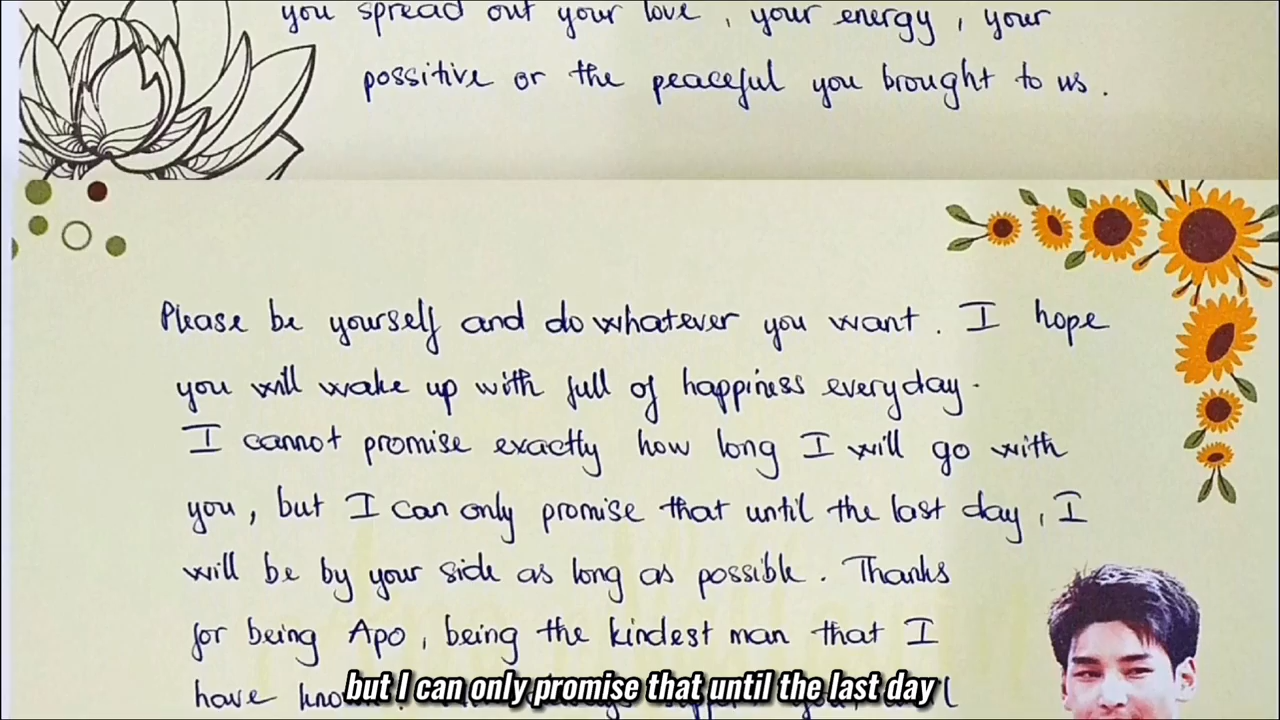 you spread out your love, your energy, your
possitive or the peaceful you brought to us.
Please be yourself and do whatever you want. I hope
you will wake up with full of happiness everyday.
I cannot promise exactly how long I will go with
you, but I can only promise that until the last day, I
will be by your side as long as possible. Thanks
for being Apo, being the kindest man that I
have
but I can only promise that until the last day